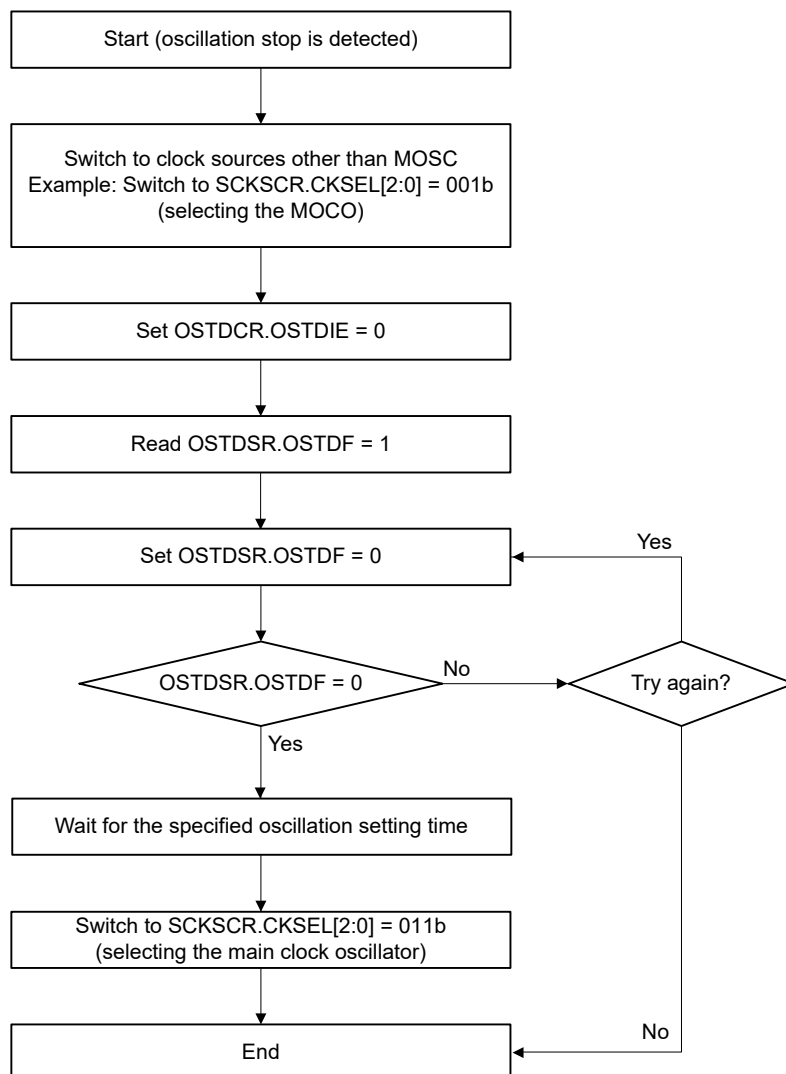 Start (oscillation stop is detected)
Switch to clock sources other than MOSC
Example: Switch to SCKSCR.CKSEL[2:0] = 001b
(selecting the MOCO)
Set OSTDCR.OSTDIE = 0
Read OSTDSR.OSTDF = 1
Set OSTDSR.OSTDF = 0
Yes
OSTDSR.OSTDF = 0
No
Try again?
Yes
Wait for the specified oscillation setting time
Switch to SCKSCR.CKSEL[2:0] = 011b
(selecting the main clock oscillator)
No
End